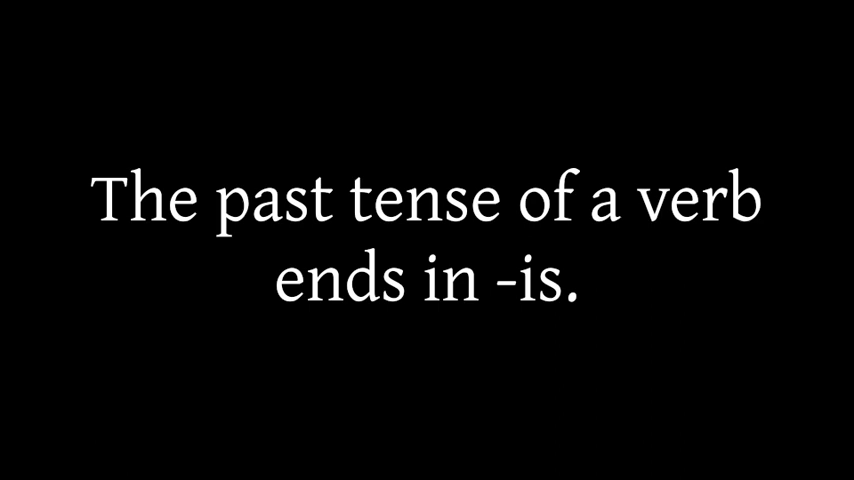 The past tense of a verb
ends in -is.